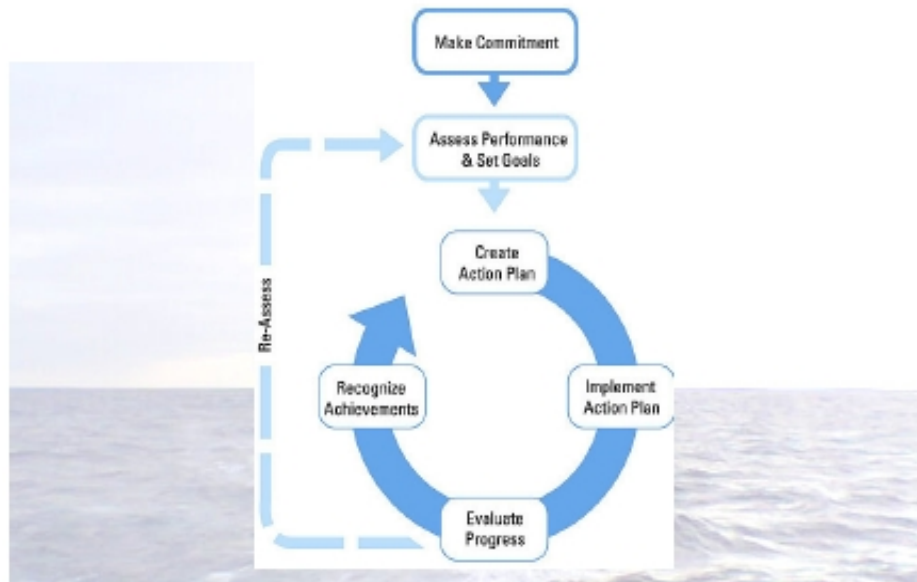 Make Commitment
Assess Performance
& Set Goals
Create
Action Plan
Re-Assess
Recognize
Achievements
Implement
Action Plan
Evaluate
Progress